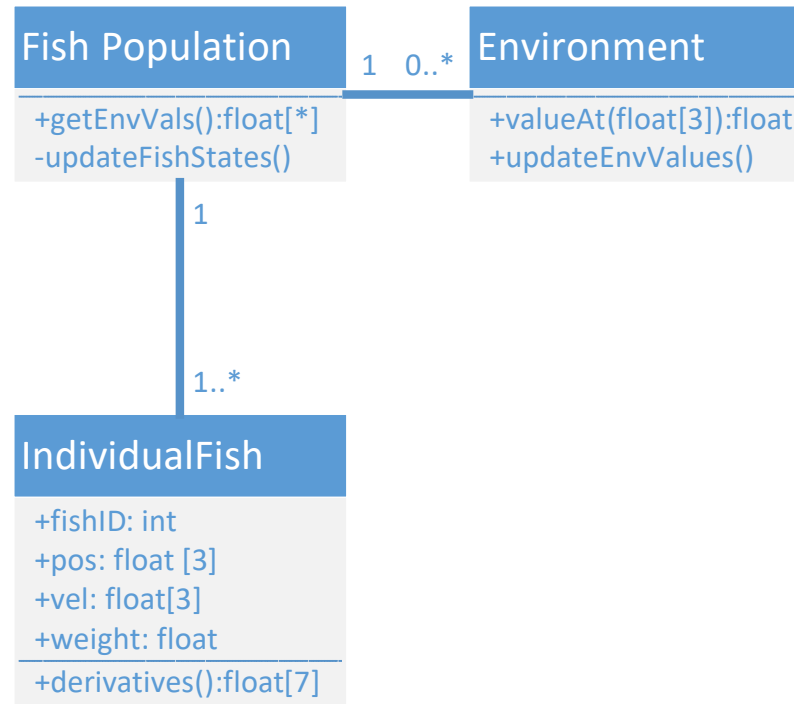 Fish Population
+getEnvVals():float[*]
-updateFishStates()
1 0..*
Environment
+valueAt(float[3]):float
+updateEnvValues()
1
1..*
IndividualFish
+fishID: int
+pos: float [3]
+vel: float[3]
+weight: float
+derivatives():float[7]